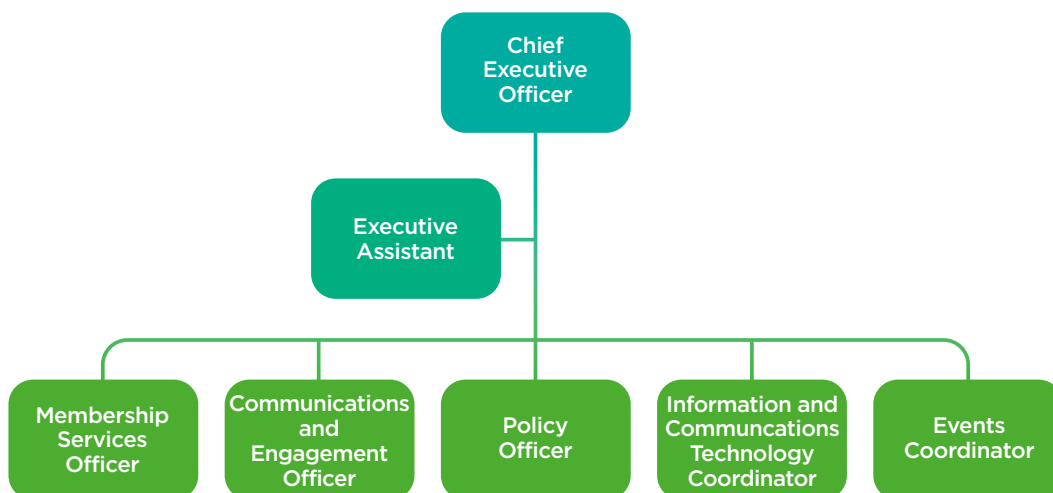 Chief
Executive
Officer
Executive
Assistant
Membership
Services
Officer
Communications
and
Engagement
Officer
Policy
Officer
Information and
Communcations
Technology
Coordinator
Events
Coordinator